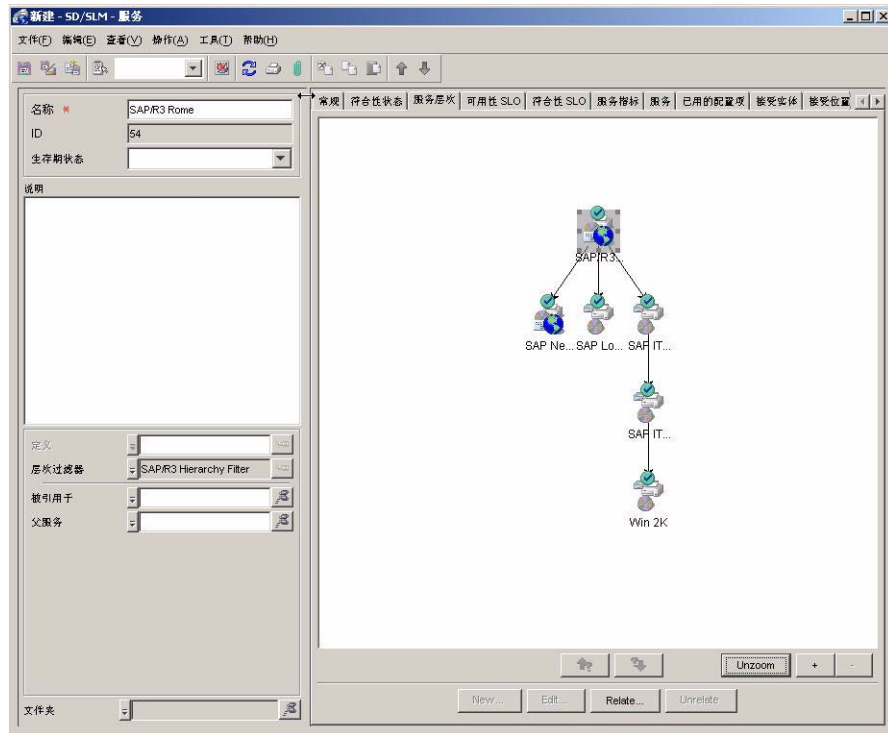 新建 - SD/SLM - 服务
文件(F) 编辑(E) 查看(V) 操作(A) 工具(T) 帮助(H)
名称 * SAP/R3 Rome
ID 54
生存期状态
说明
定义
层次过滤器 SAP/R3 Hierarchy Filter
被引用于
父服务
文件夹
常规 符合性状态 服务层次 可用性 SLO 符合性 SLO 服务指标 服务 已用的配置项 接受实体 接受位置
SAP/R3...
SAP Ne... SAP Lo... SAP IT...
SAP IT...
Win 2K
Unzoom + -
New... Edit... Relate... Unrelate